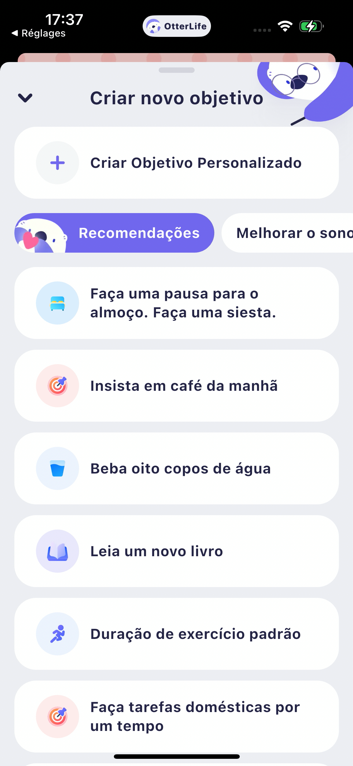 17:37
OtterLife
◀ Réglages
Criar novo objetivo
Criar Objetivo Personalizado
Recomendações
Melhorar o sono
Faça uma pausa para o
almoço. Faça uma siesta.
Insista em café da manhã
Beba oito copos de água
Leia um novo livro
Duração de exercício padrão
Faça tarefas domésticas por
um tempo